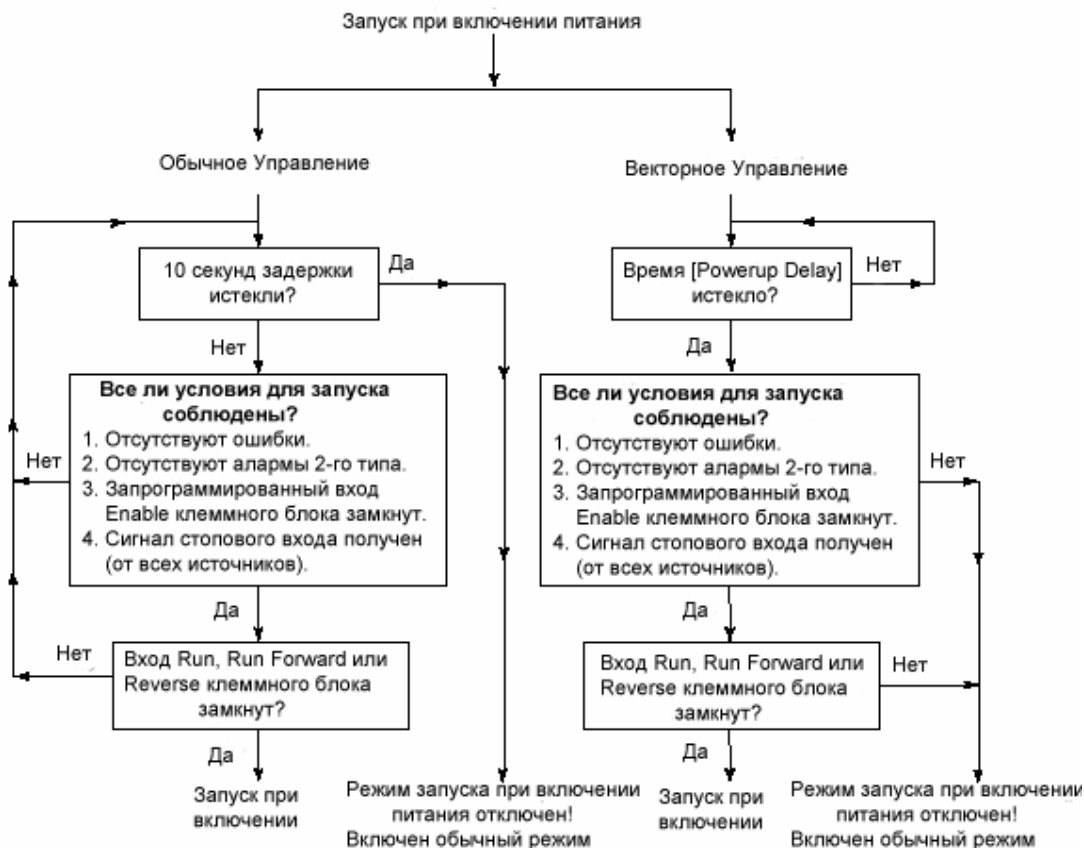 Запуск при включении питания
Обычное Управление
10 секунд задержки
истекли?
Да
Нет
Все ли условия для запуска
соблюдены?
1. Отсутствуют ошибки.
2. Отсутствуют алармы 2-го типа.
3. Запрограммированный вход
Enable клеммного блока замкнут.
4. Сигнал стопового входа получен
(от всех источников).
Нет
Да
Вход Run, Run Forward или
Reverse клеммного блока
замкнут?
Нет
Да
Запуск при
включении
Режим запуска при включении
питания отключен!
Включен обычный режим
Векторное Управление
Время [Powerup Delay]
истекло?
Нет
Да
Все ли условия для запуска
соблюдены?
1. Отсутствуют ошибки.
2. Отсутствуют алармы 2-го типа.
3. Запрограммированный вход
Enable клеммного блока замкнут.
4. Сигнал стопового входа получен
(от всех источников).
Нет
Да
Вход Run, Run Forward или
Reverse клеммного блока
замкнут?
Нет
Да
Запуск при
включении
Режим запуска при включении
питания отключен!
Включен обычный режим